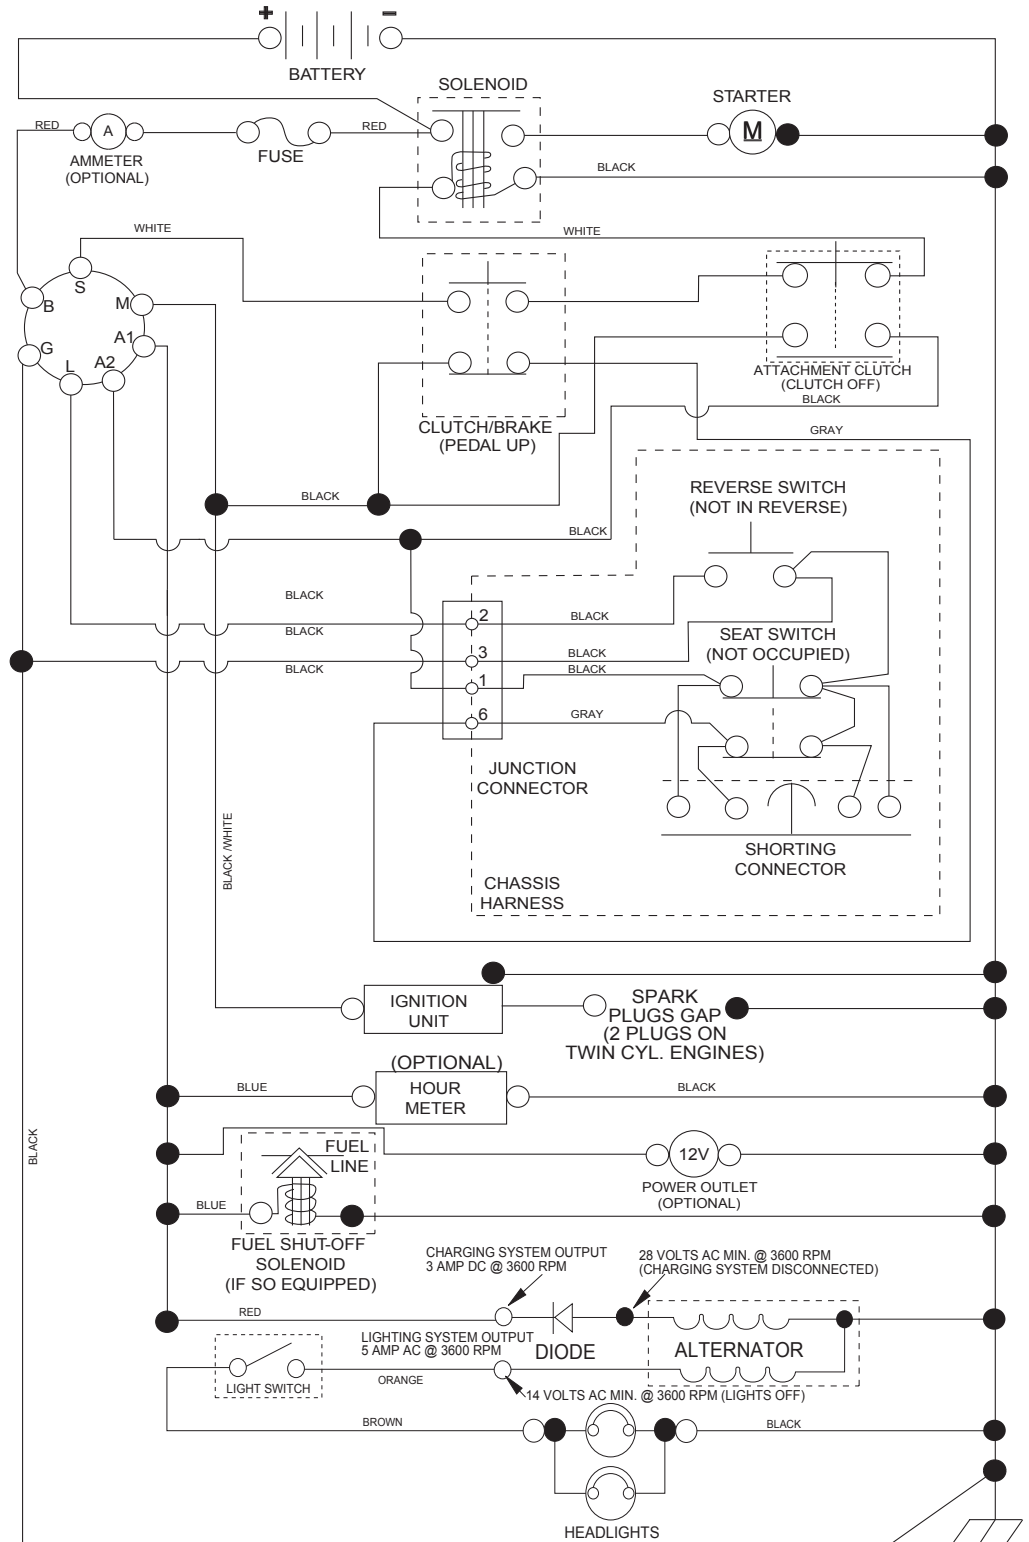 + −
BATTERY
SOLENOID
STARTER
RED
A
RED
M
AMMETER
(OPTIONAL)
FUSE
BLACK
WHITE
WHITE
S
B
M
G
A1
L
A2
ATTACHMENT CLUTCH
(CLUTCH OFF)
BLACK
CLUTCH/BRAKE
(PEDAL UP)
GRAY
BLACK
REVERSE SWITCH
(NOT IN REVERSE)
BLACK
BLACK
2
BLACK
BLACK
SEAT SWITCH
(NOT OCCUPIED)
3
BLACK
BLACK
BLACK
1
6
GRAY
JUNCTION
CONNECTOR
BLACK /WHITE
SHORTING
CONNECTOR
CHASSIS
HARNESS
IGNITION
UNIT
SPARK
PLUGS GAP
(2 PLUGS ON
TWIN CYL. ENGINES)
(OPTIONAL)
BLUE
HOUR
METER
BLACK
BLACK
FUEL
LINE
12V
POWER OUTLET
(OPTIONAL)
BLUE
FUEL SHUT-OFF
SOLENOID
(IF SO EQUIPPED)
CHARGING SYSTEM OUTPUT
3 AMP DC @ 3600 RPM
28 VOLTS AC MIN. @ 3600 RPM
(CHARGING SYSTEM DISCONNECTED)
RED
LIGHTING SYSTEM OUTPUT
5 AMP AC @ 3600 RPM
DIODE
ALTERNATOR
LIGHT SWITCH
ORANGE
14 VOLTS AC MIN. @ 3600 RPM (LIGHTS OFF)
BROWN
BLACK
HEADLIGHTS